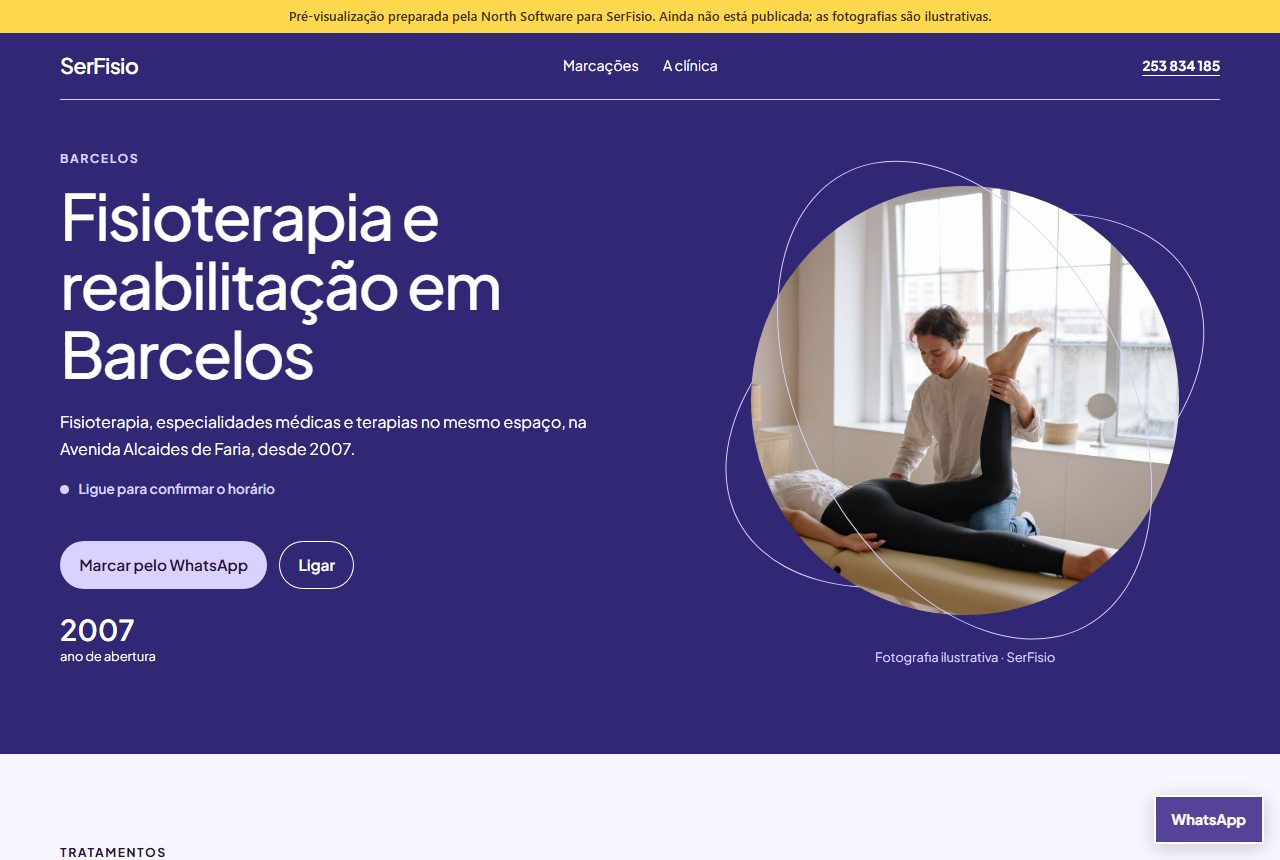 Pré-visualização preparada pela North Software para SerFisio. Ainda não está publicada; as fotografias são ilustrativas.
SerFisio
Marcações
A clínica
253 834 185
BARCELOS
Fisioterapia e
reabilitação em
Barcelos
Fisioterapia, especialidades médicas e terapias no mesmo espaço, na
Avenida Alcaides de Faria, desde 2007.
Ligue para confirmar o horário
Marcar pelo WhatsApp
Ligar
2007
ano de abertura
Fotografia ilustrativa · SerFisio
WhatsApp
TRATAMENTOS